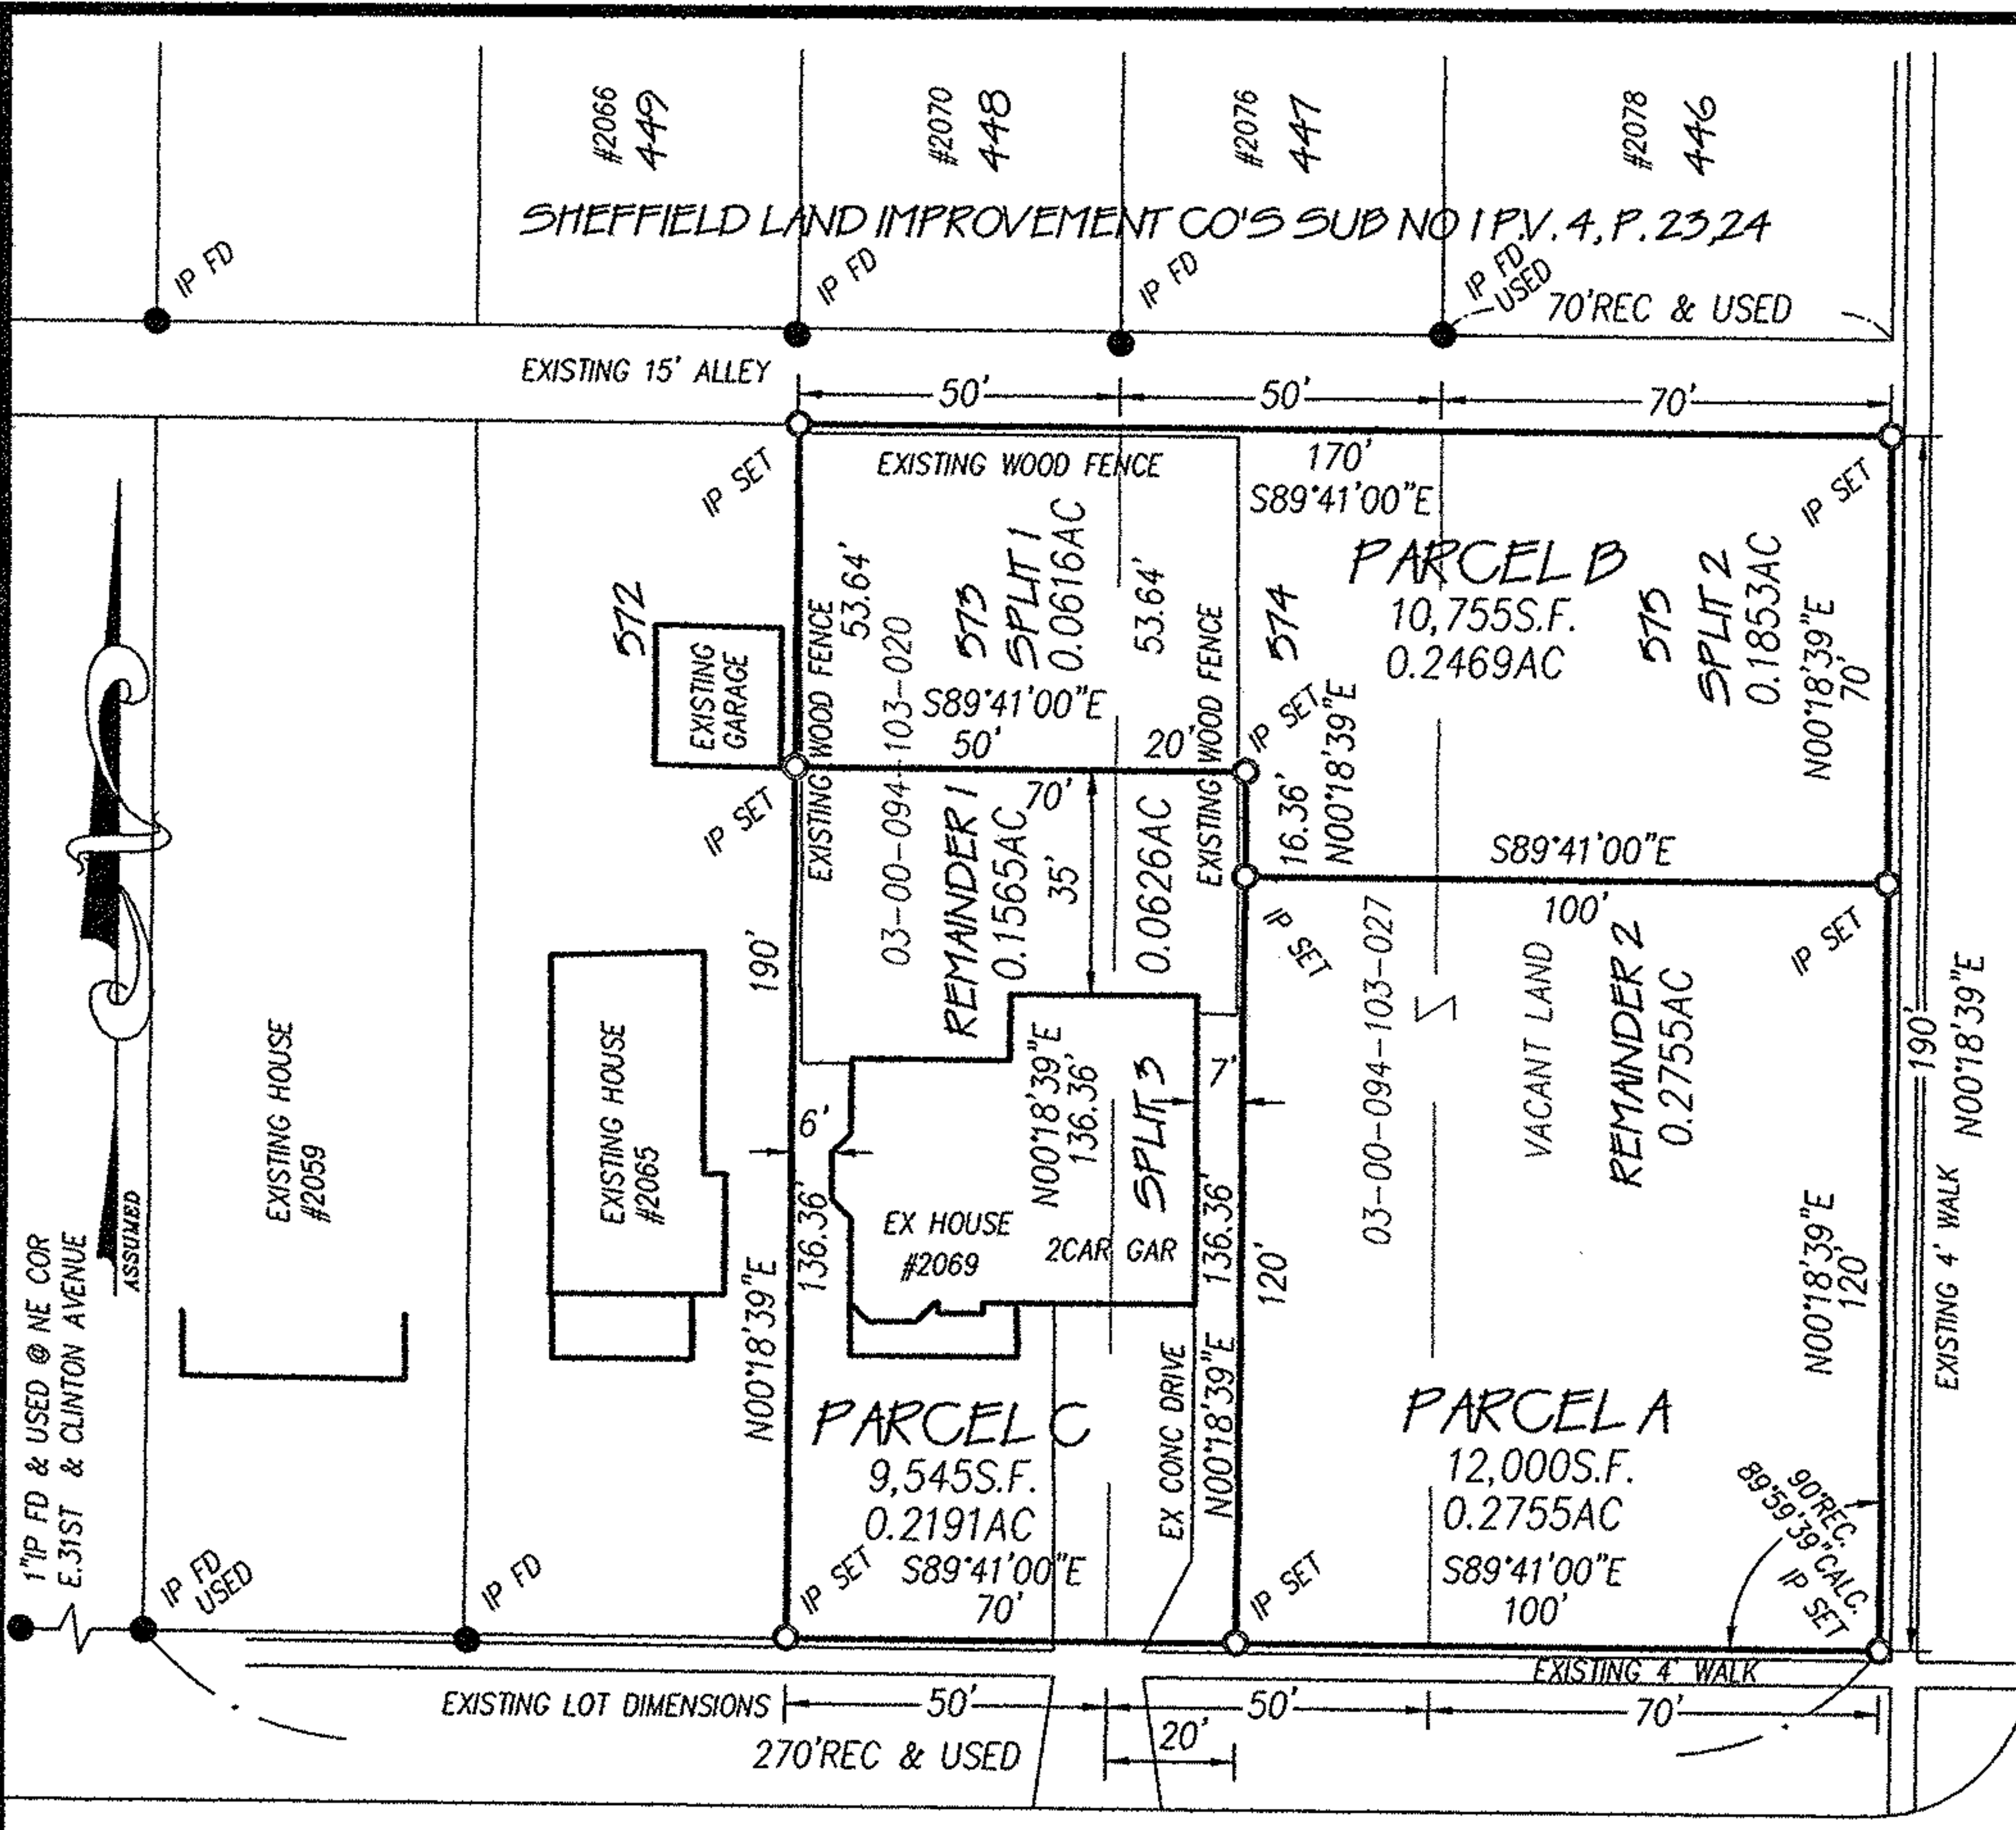 #2066
449
#2070
448
#2076
447
#2078
446
SHEFFIELD LAND IMPROVEMENT CO'S SUB NO 1 P.V. 4, P. 23,24
IP FD
IP FD
IP FD
IP FD
USED
70'REC & USED
EXISTING 15' ALLEY
50'
50'
70'
IP SET
EXISTING WOOD FENCE
170'
S89°41'00"E
IP SET
572
EXISTING
GARAGE
EXISTING WOOD FENCE
53.64'
03-00-094-103-020
573
SPLIT 1
0.0616AC
53.64'
EXISTING WOOD FENCE
574
PARCEL B
10,755S.F.
0.2469AC
575
SPLIT 2
0.1853AC
N00°18'39"E
70'
S89°41'00"E
50'
20'
IP SET
IP SET
70'
16.36'
N00°18'39"E
EXISTING WOOD FENCE
REMAINDER 1
0.1565AC
35'
0.0626AC
EXISTING WOOD FENCE
S89°41'00"E
100'
IP SET
IP SET
190'
03-00-094-103-027
VACANT LAND
REMAINDER 2
0.2755AC
190'
N00°18'39"E
EXISTING 4' WALK
EXISTING HOUSE
#2059
EXISTING HOUSE
#2065
6'
7'
N00°18'39"E
136.36'
SPLIT 3
136.36'
EX HOUSE
#2069
2CAR GAR
136.36'
120'
N00°18'39"E
120'
ASSUMED
1"IP FD & USED @ NE COR
E.31ST & CLINTON AVENUE
N00°18'39"E
PARCEL C
9,545S.F.
0.2191AC
S89°41'00"E
70'
EX CONC DRIVE
N00°18'39"E
PARCEL A
12,000S.F.
0.2755AC
S89°41'00"E
100'
90°REC.
89°59'39"CALC.
IP SET
IP FD
USED
IP FD
IP SET
IP SET
EXISTING 4' WALK
EXISTING LOT DIMENSIONS
50'
50'
70'
20'
270'REC & USED